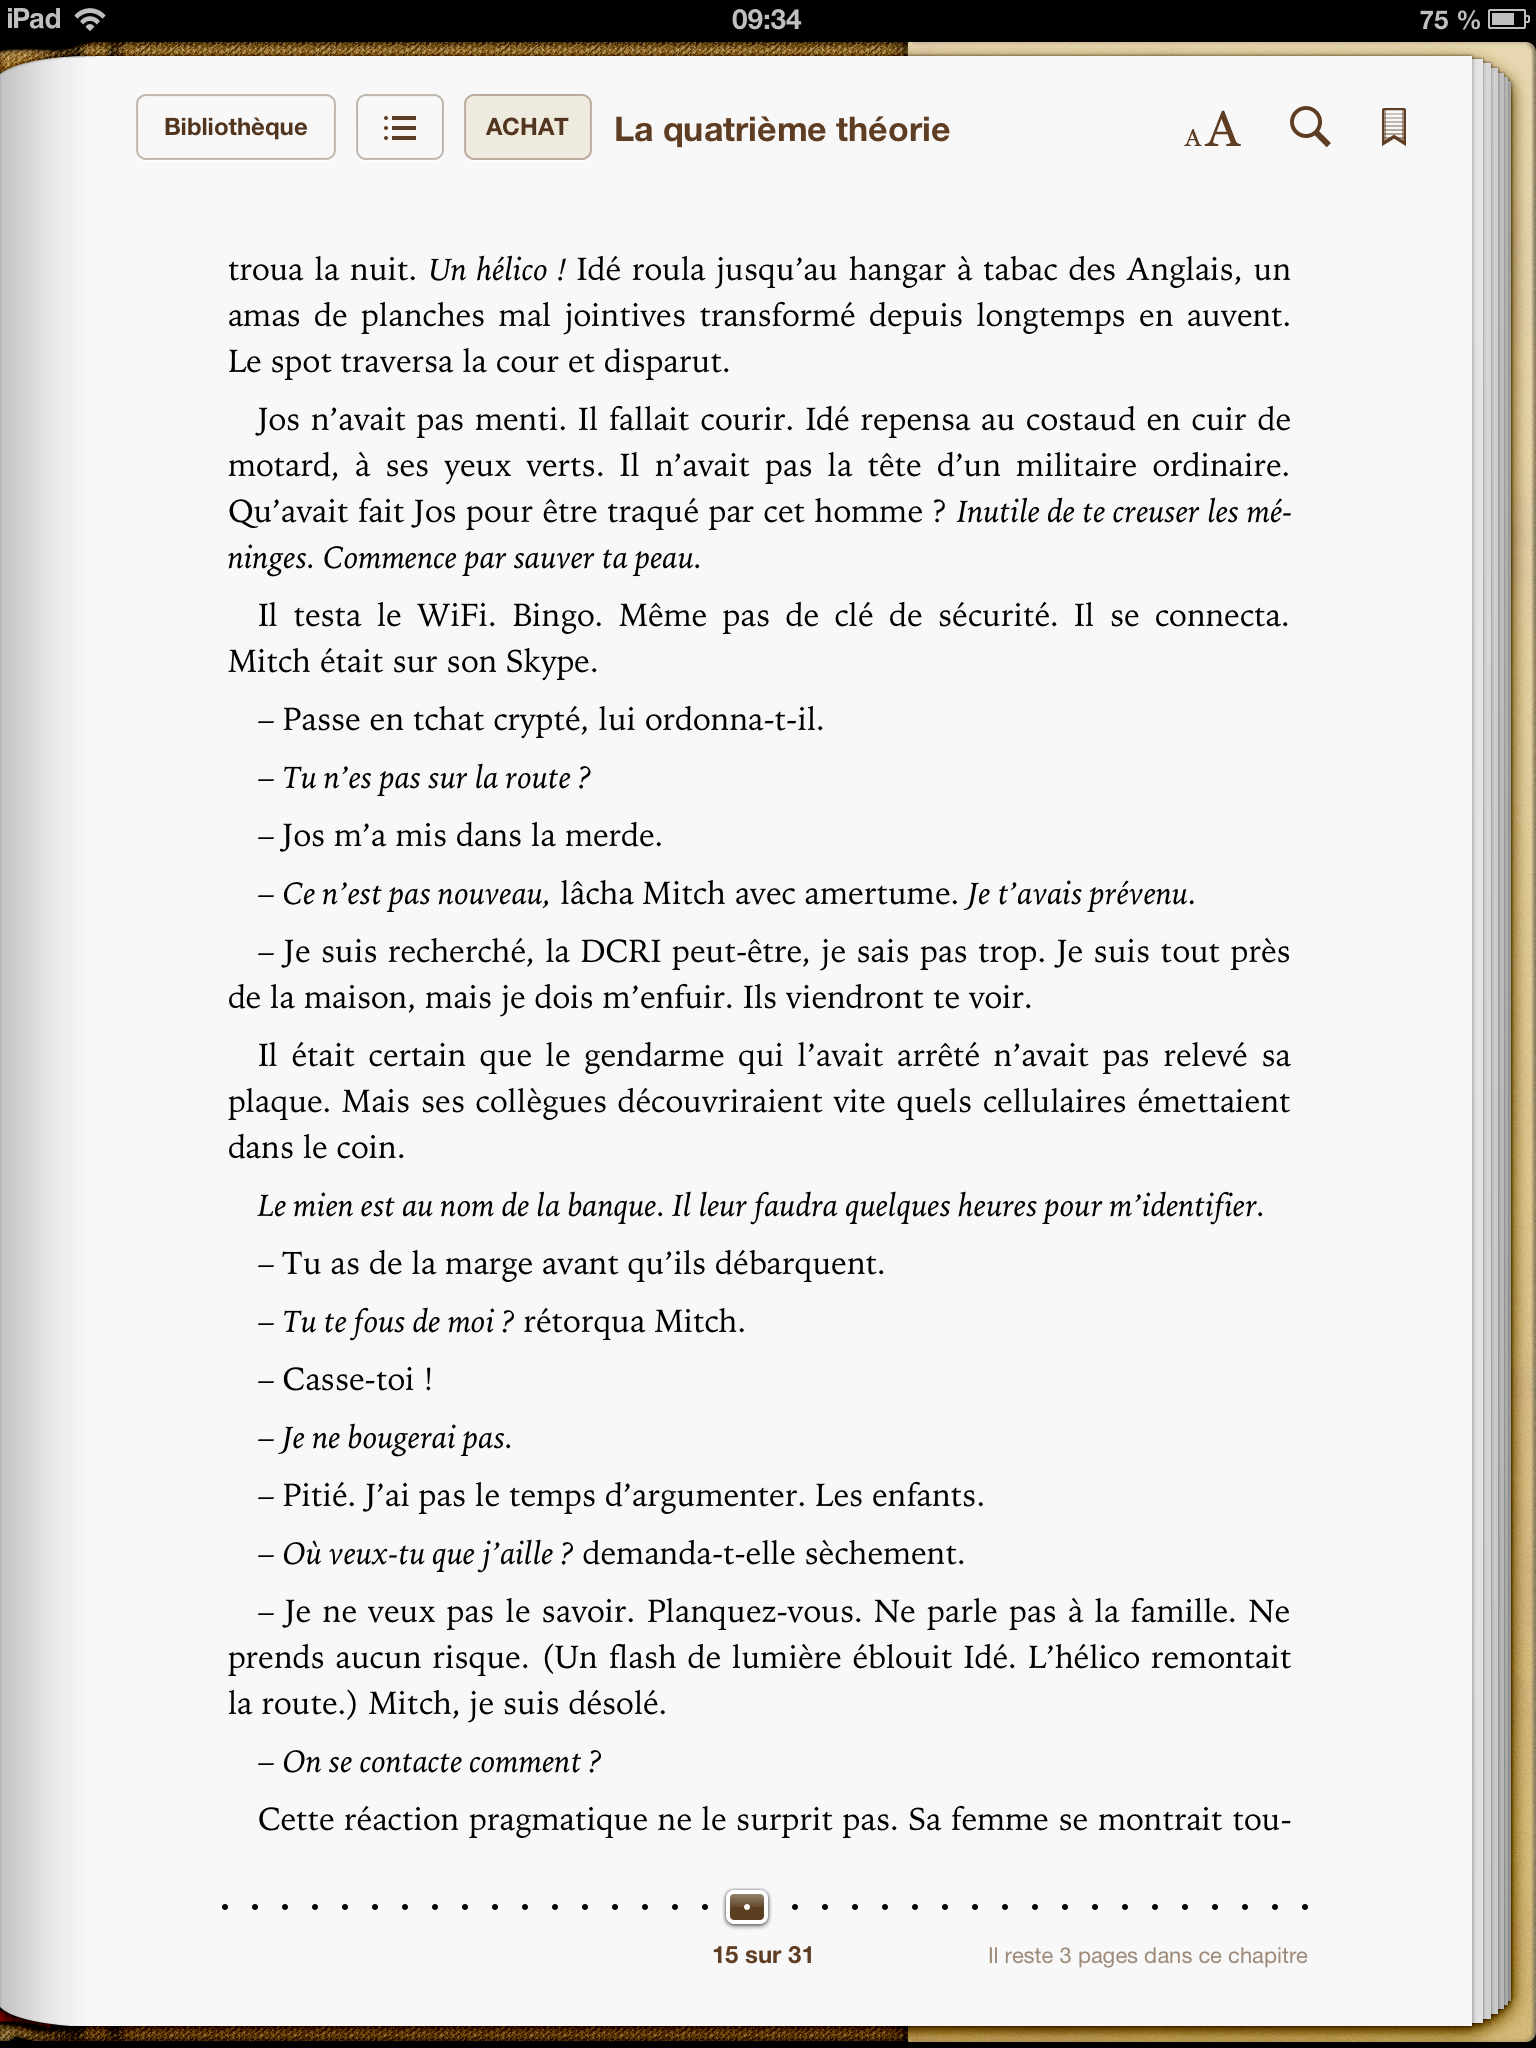 iPad 09:34 75 %
Bibliothèque ACHAT La quatrième théorie AA
troua la nuit. Un hélico ! Idé roula jusqu’au hangar à tabac des Anglais, un
amas de planches mal jointives transformé depuis longtemps en auvent.
Le spot traversa la cour et disparut.
Jos n’avait pas menti. Il fallait courir. Idé repensa au costaud en cuir de
motard, à ses yeux verts. Il n’avait pas la tête d’un militaire ordinaire.
Qu’avait fait Jos pour être traqué par cet homme ? Inutile de te creuser les mé-
ninges. Commence par sauver ta peau.
Il testa le WiFi. Bingo. Même pas de clé de sécurité. Il se connecta.
Mitch était sur son Skype.
– Passe en tchat crypté, lui ordonna-t-il.
– Tu n’es pas sur la route ?
– Jos m’a mis dans la merde.
– Ce n’est pas nouveau, lâcha Mitch avec amertume. Je t’avais prévenu.
– Je suis recherché, la DCRI peut-être, je sais pas trop. Je suis tout près
de la maison, mais je dois m’enfuir. Ils viendront te voir.
Il était certain que le gendarme qui l’avait arrêté n’avait pas relevé sa
plaque. Mais ses collègues découvriraient vite quels cellulaires émettaient
dans le coin.
Le mien est au nom de la banque. Il leur faudra quelques heures pour m’identifier.
– Tu as de la marge avant qu’ils débarquent.
– Tu te fous de moi ? rétorqua Mitch.
– Casse-toi !
– Je ne bougerai pas.
– Pitié. J’ai pas le temps d’argumenter. Les enfants.
– Où veux-tu que j’aille ? demanda-t-elle sèchement.
– Je ne veux pas le savoir. Planquez-vous. Ne parle pas à la famille. Ne
prends aucun risque. (Un flash de lumière éblouit Idé. L’hélico remontait
la route.) Mitch, je suis désolé.
– On se contacte comment ?
Cette réaction pragmatique ne le surprit pas. Sa femme se montrait tou-
15 sur 31 Il reste 3 pages dans ce chapitre